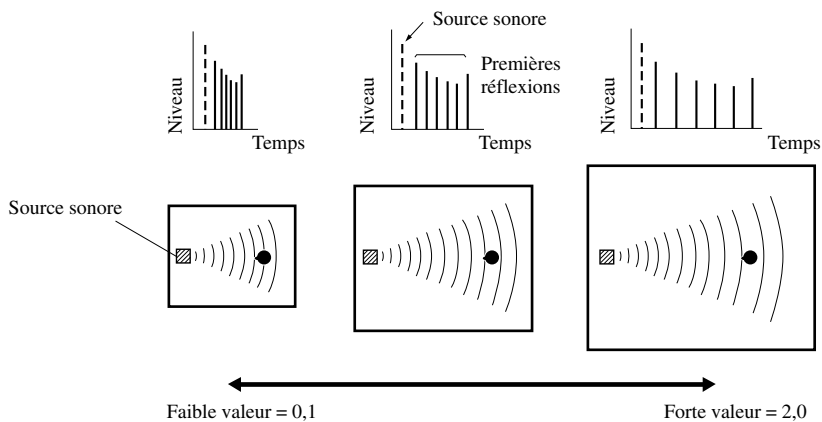 Source sonore
Premières
réflexions
Niveau
Temps
Niveau
Temps
Niveau
Temps
Source sonore
Faible valeur = 0,1
Forte valeur = 2,0